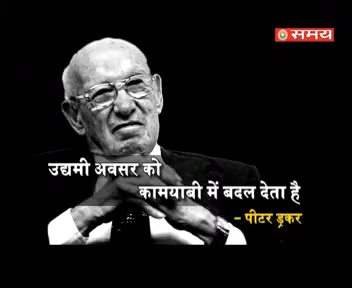 समय
उद्यमी अवसर को
कामयाबी में बदल देता है
– पीटर ड्रकर